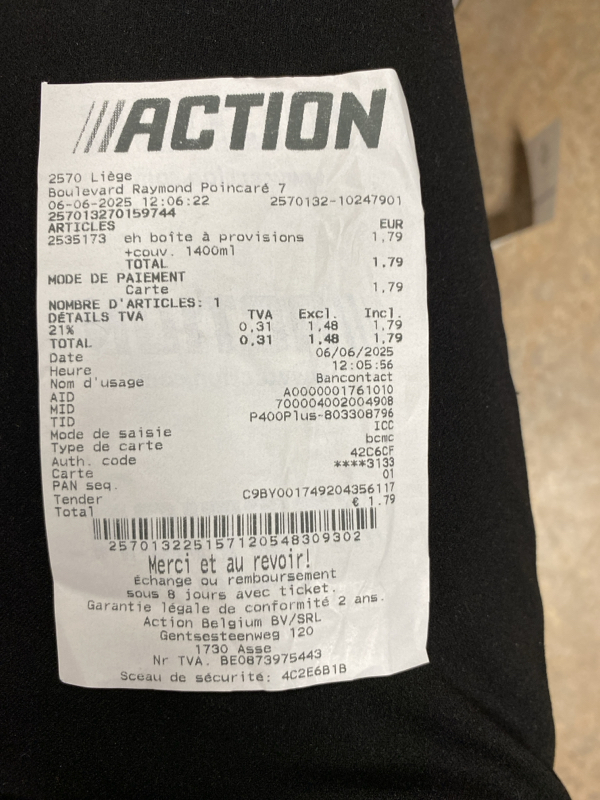 ACTION
2570 Liège
Boulevard Raymond Poincaré 7
06-06-2025 12:06:22 2570132-10247901
257013270159744
ARTICLES EUR
2535173 eh boîte à provisions 1,79
+couv. 1400ml
TOTAL 1.79
MODE DE PAIEMENT
Carte 1,79
NOMBRE D'ARTICLES: 1
DÉTAILS TVA TVA Excl. Incl.
21% 0,31 1,48 1,79
TOTAL 0,31 1,48 1,79
Date 06/06/2025
Heure 12:05:56
Nom d'usage Bancontact
AID A0000001761010
MID 70000400200490B
TID P400Plus-803308796
Mode de saisie ICC
Type de carte bcmc
Auth. code 42C6CF
Carte ****3133
PAN seq. 01
Tender C9BY001749204356117
Total € 1.79
257013225157120548309302
Merci et au revoir!
Échange ou remboursement
sous 8 jours avec ticket.
Garantie légale de conformité 2 ans.
Action Belgium BV/SRL
Gentsesteenweg 120
1730 Asse
Nr TVA. BE0873975443
Sceau de sécurité: 4C2E6B1B